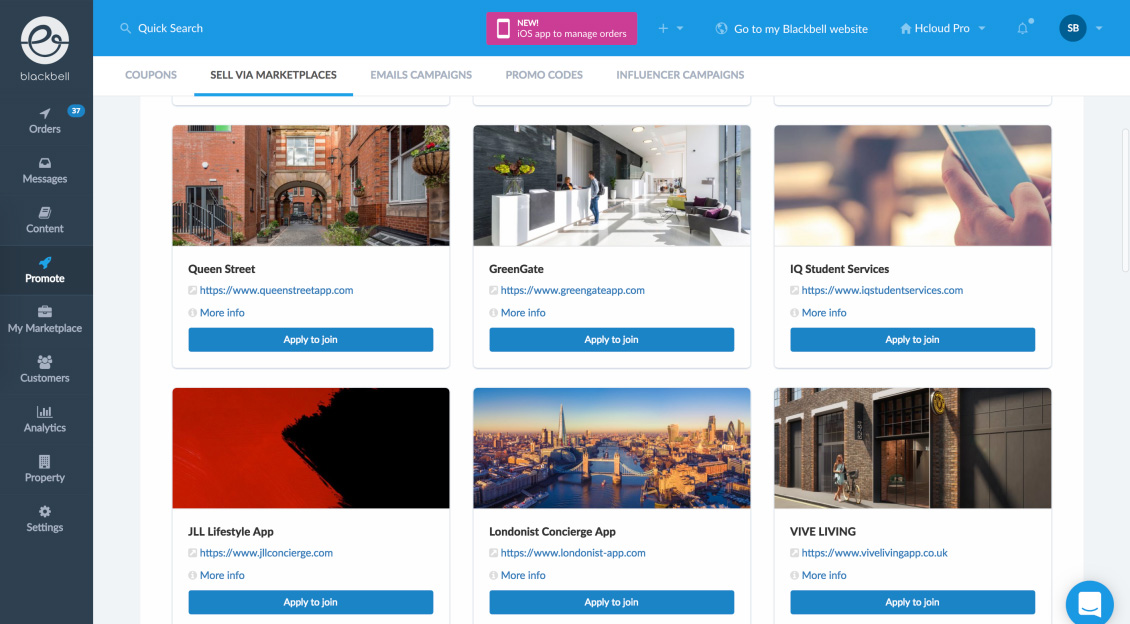 blackbell
Quick Search
NEW!
iOS app to manage orders
Go to my Blackbell website
Hcloud Pro
SB
COUPONS
SELL VIA MARKETPLACES
EMAILS CAMPAIGNS
PROMO CODES
INFLUENCER CAMPAIGNS
37
Orders
Messages
Content
Promote
My Marketplace
Customers
Analytics
Property
Settings
Queen Street
https://www.queenstreetapp.com
More info
Apply to join
GreenGate
https://www.greengateapp.com
More info
Apply to join
IQ Student Services
https://www.iqstudentservices.com
More info
Apply to join
JLL Lifestyle App
https://www.jllconcierge.com
More info
Apply to join
Londonist Concierge App
https://www.londonist-app.com
More info
Apply to join
VIVE LIVING
https://www.vivelivingapp.co.uk
More info
Apply to join